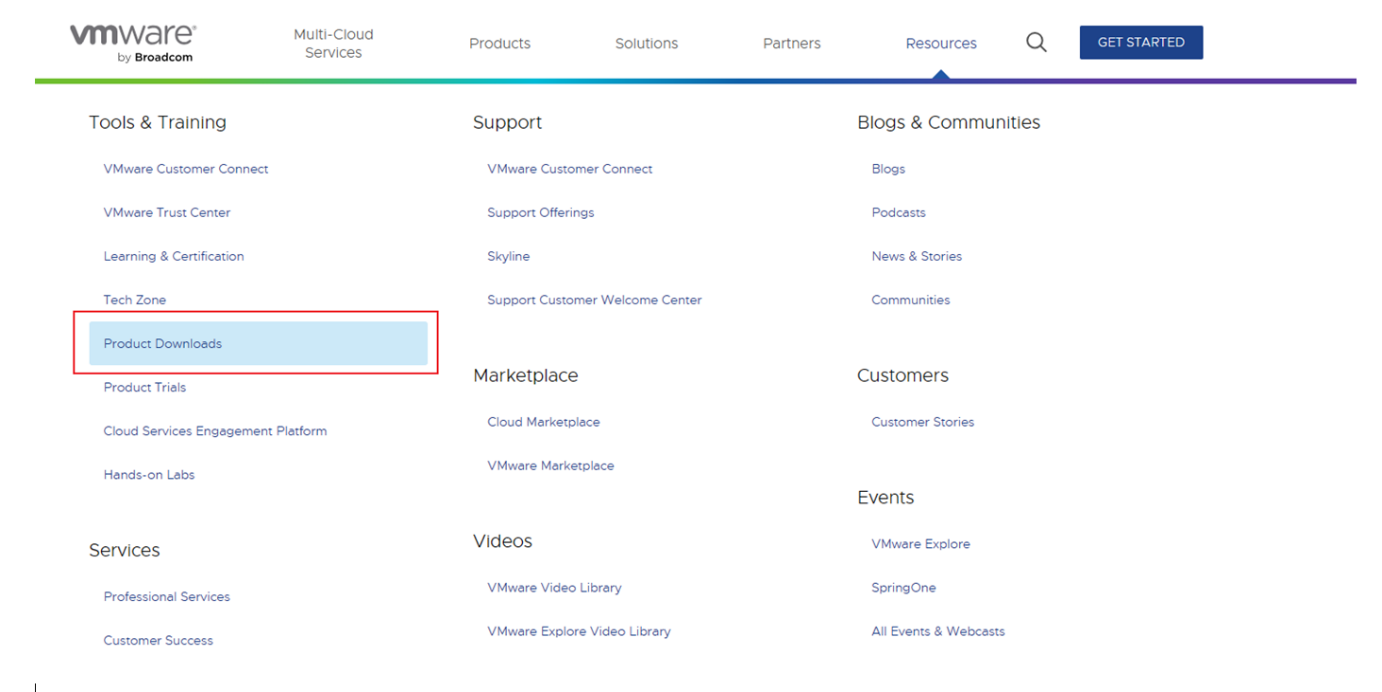 vmware®
by Broadcom
Multi-Cloud
Services
Products
Solutions
Partners
Resources
GET STARTED
Tools & Training
VMware Customer Connect
VMware Trust Center
Learning & Certification
Tech Zone
Product Downloads
Product Trials
Cloud Services Engagement Platform
Hands-on Labs
Services
Professional Services
Customer Success
Support
VMware Customer Connect
Support Offerings
Skyline
Support Customer Welcome Center
Marketplace
Cloud Marketplace
VMware Marketplace
Videos
VMware Video Library
VMware Explore Video Library
Blogs & Communities
Blogs
Podcasts
News & Stories
Communities
Customers
Customer Stories
Events
VMware Explore
SpringOne
All Events & Webcasts